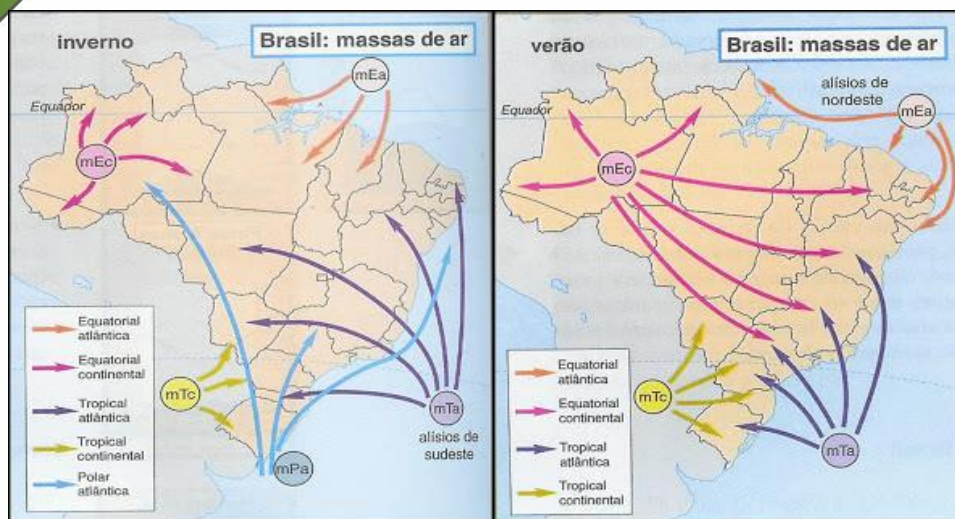 inverno
Brasil: massas de ar
mEa
Equador
mEc
mTc
mTa
alísios de
sudeste
mPa
Equatorial
atlântica
Equatorial
continental
Tropical
atlântica
Tropical
continental
Polar
atlântica
verão
Brasil: massas de ar
alísios de
nordeste
mEa
Equador
mEc
mTc
mTa
Equatorial
atlântica
Equatorial
continental
Tropical
atlântica
Tropical
continental